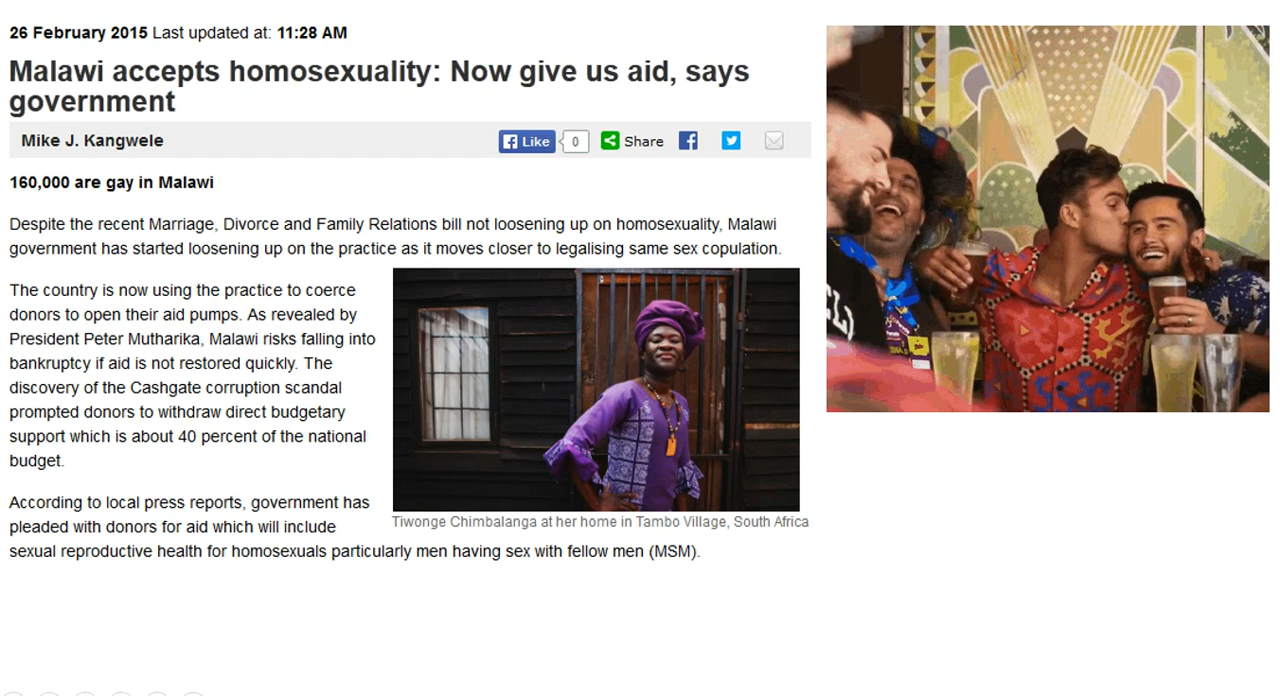 26 February 2015 Last updated at: 11:28 AM
Malawi accepts homosexuality: Now give us aid, says
government
Mike J. Kangwele
Like
0
Share
160,000 are gay in Malawi
Despite the recent Marriage, Divorce and Family Relations bill not loosening up on homosexuality, Malawi
government has started loosening up on the practice as it moves closer to legalising same sex copulation.
The country is now using the practice to coerce
donors to open their aid pumps. As revealed by
President Peter Mutharika, Malawi risks falling into
bankruptcy if aid is not restored quickly. The
discovery of the Cashgate corruption scandal
prompted donors to withdraw direct budgetary
support which is about 40 percent of the national
budget.
Tiwonge Chimbalanga at her home in Tambo Village, South Africa
According to local press reports, government has
pleaded with donors for aid which will include
sexual reproductive health for homosexuals particularly men having sex with fellow men (MSM).